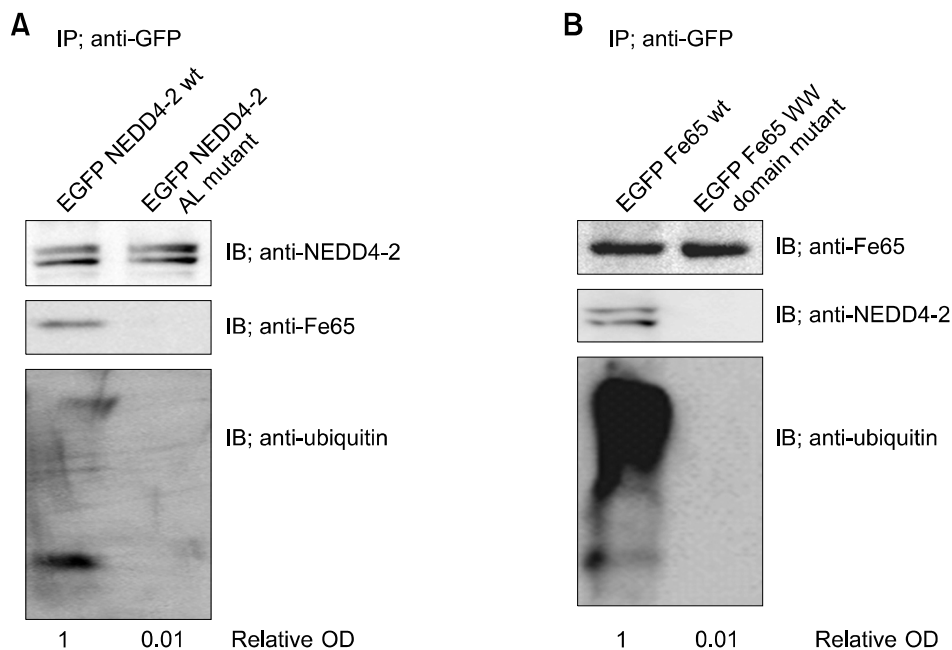 A
IP; anti-GFP
EGFP NEDD4-2 wt
EGFP NEDD4-2
AL mutant
IB; anti-NEDD4-2
IB; anti-Fe65
IB; anti-ubiquitin
1 0.01 Relative OD
B
IP; anti-GFP
EGFP Fe65 wt
EGFP Fe65 WW
domain mutant
IB; anti-Fe65
IB; anti-NEDD4-2
IB; anti-ubiquitin
1 0.01 Relative OD